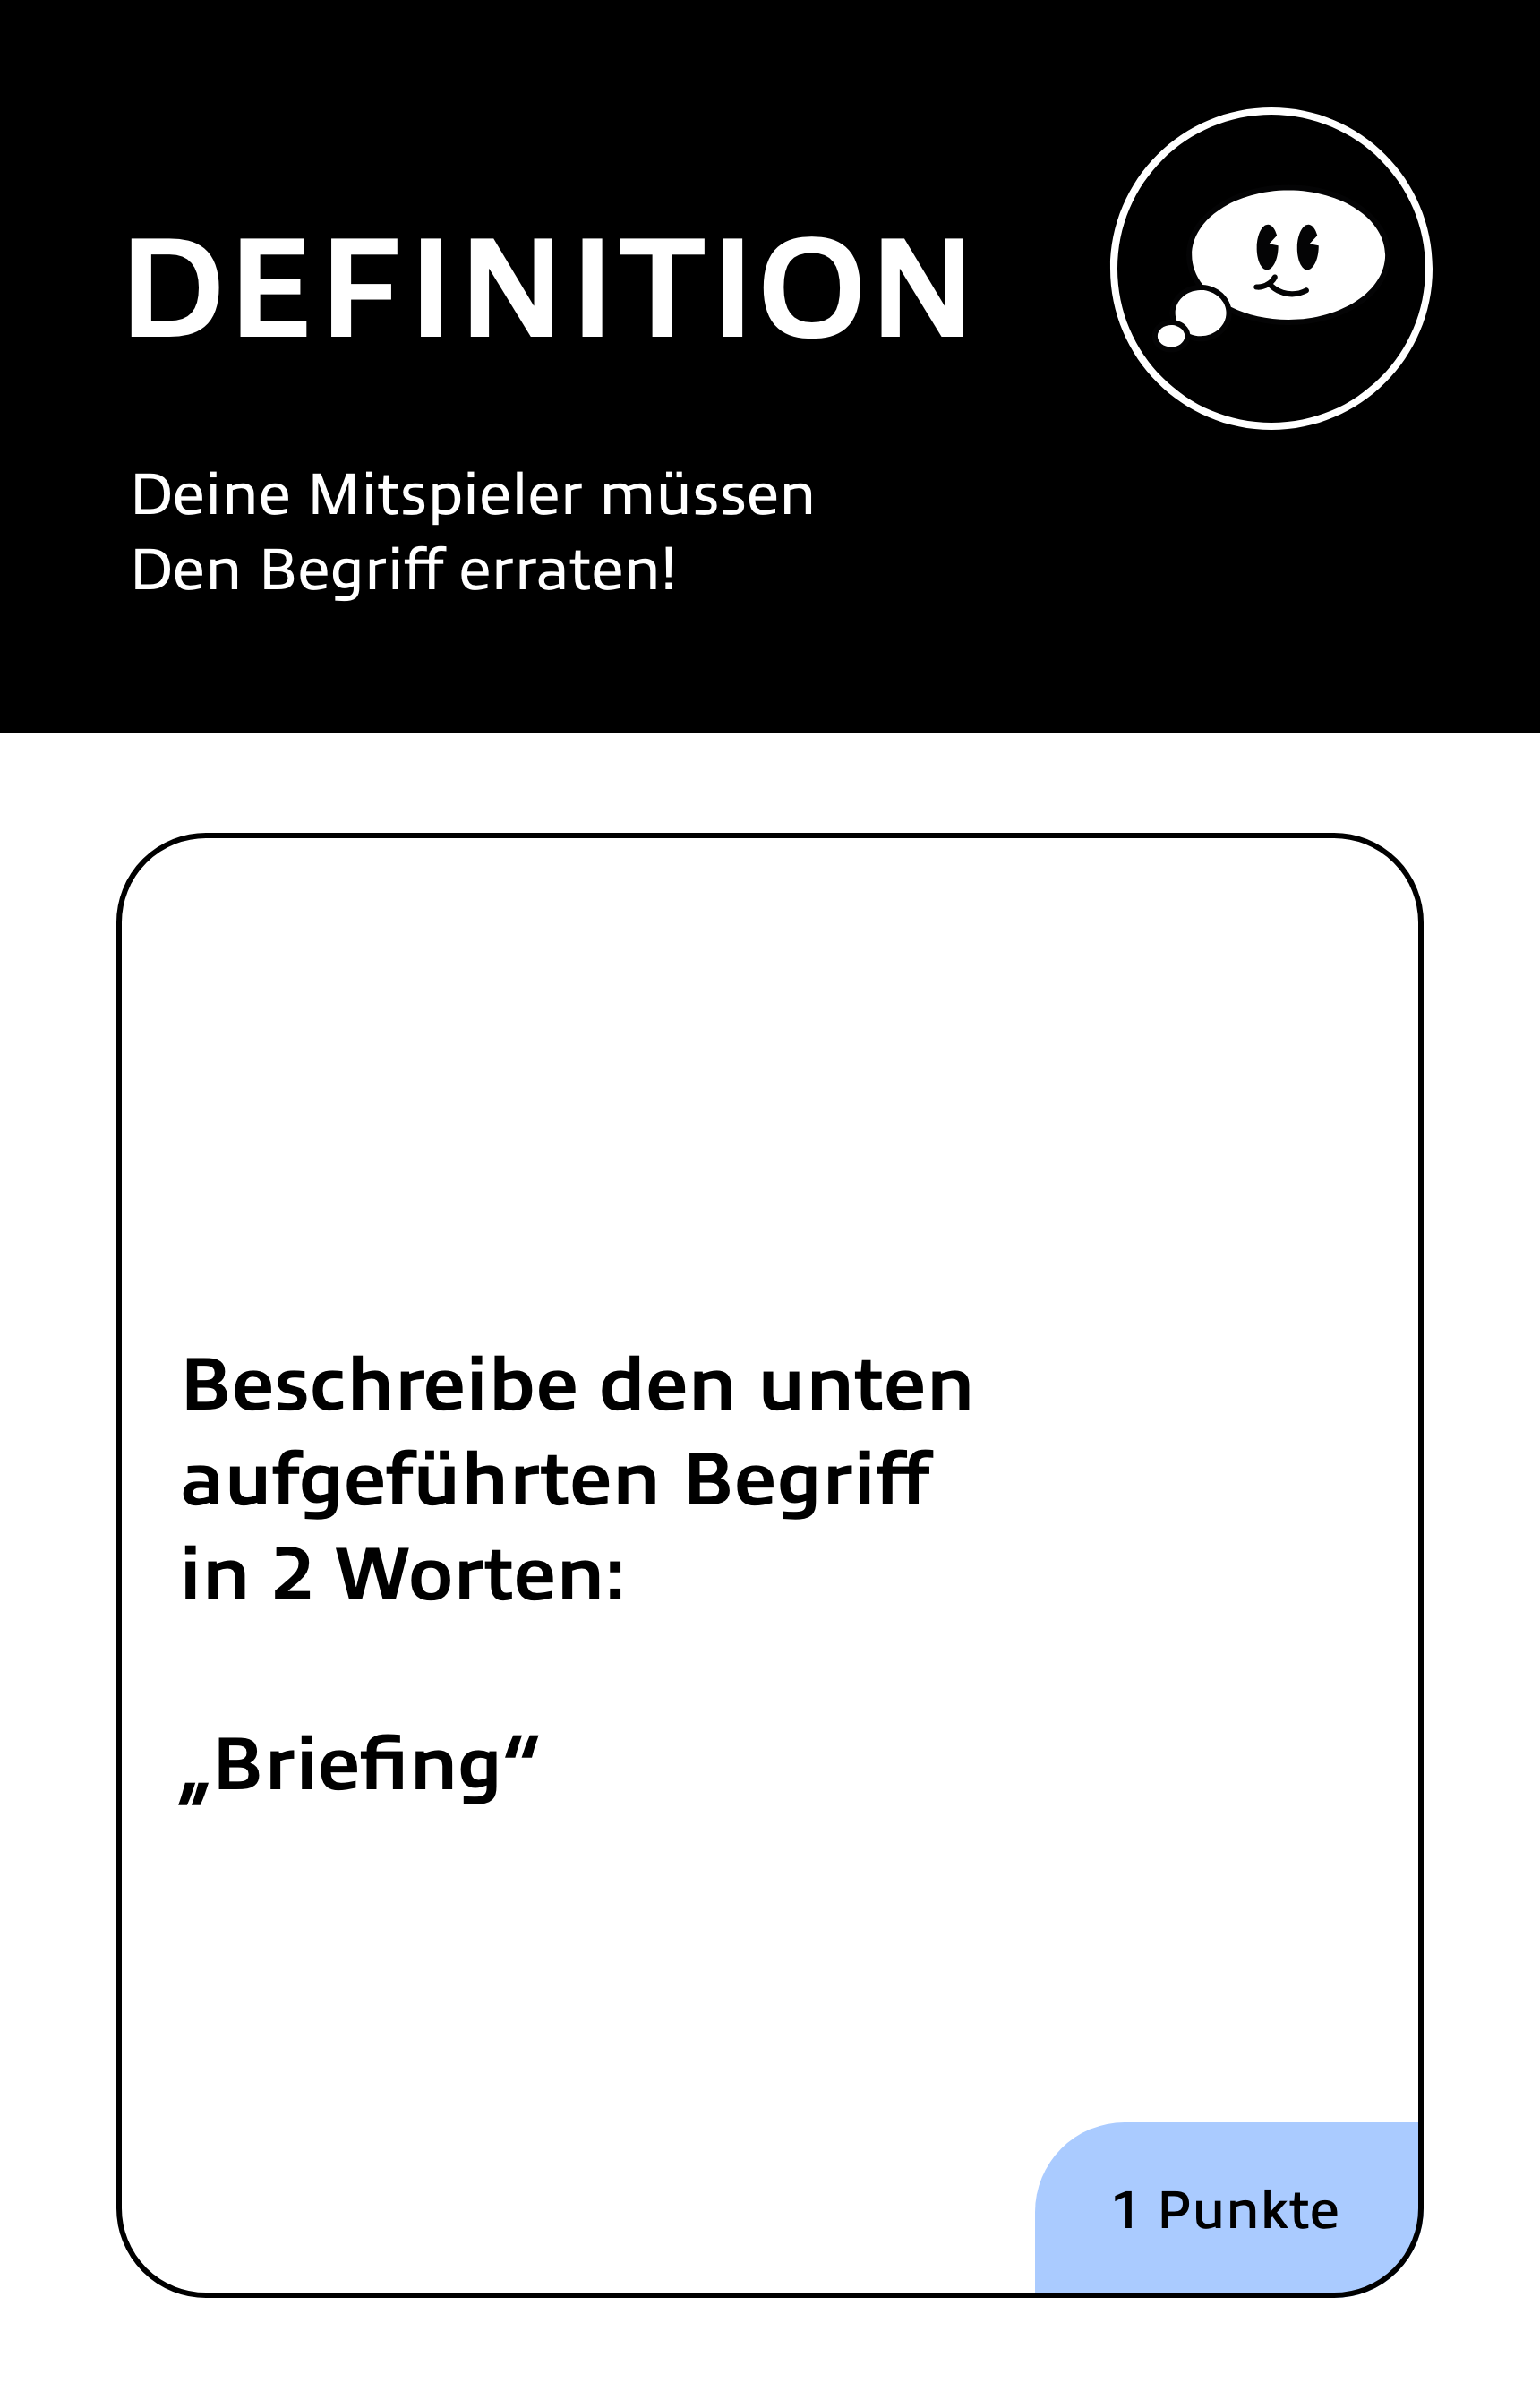 DEFINITION
Deine Mitspieler müssen
Den Begriff erraten!
Beschreibe den unten
aufgeführten Begriff
in 2 Worten:
„Briefing“
1 Punkte